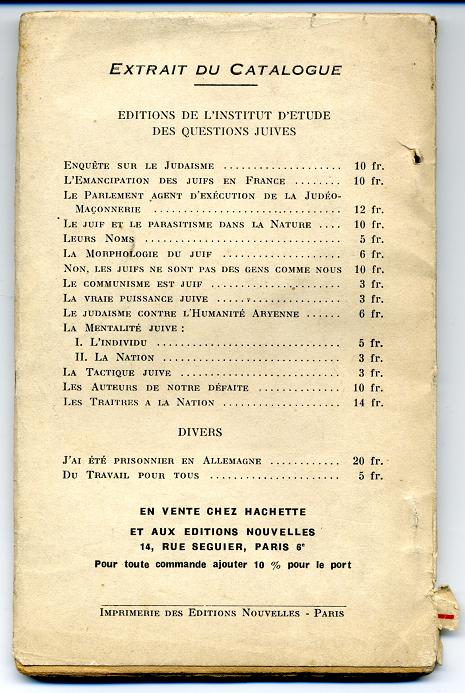 EXTRAIT DU CATALOGUE
EDITIONS DE L'INSTITUT D'ETUDE
DES QUESTIONS JUIVES
ENQUÊTE SUR LE JUDAISME .................... 10 fr.
L'EMANCIPATION DES JUIFS EN FRANCE ........ 10 fr.
LE PARLEMENT AGENT D'EXÉCUTION DE LA JUDÉO-
MAÇONNERIE ................................ 12 fr.
LE JUIF ET LE PARASITISME DANS LA NATURE .... 10 fr.
LEURS NOMS ................................. 5 fr.
LA MORPHOLOGIE DU JUIF .................... 6 fr.
NON, LES JUIFS NE SONT PAS DES GENS COMME NOUS 10 fr.
LE COMMUNISME EST JUIF .................... 3 fr.
LA VRAIE PUISSANCE JUIVE .................... 3 fr.
LE JUDAISME CONTRE L'HUMANITÉ ARYENNE ...... 6 fr.
LA MENTALITÉ JUIVE :
I. L'INDIVIDU ............................... 5 fr.
II. LA NATION ............................... 3 fr.
LA TACTIQUE JUIVE ........................... 3 fr.
LES AUTEURS DE NOTRE DÉFAITE .............. 10 fr.
LES TRAITRES A LA NATION .................... 14 fr.
DIVERS
J'AI ÉTÉ PRISONNIER EN ALLEMAGNE ............ 20 fr.
DU TRAVAIL POUR TOUS ...................... 5 fr.
EN VENTE CHEZ HACHETTE
ET AUX EDITIONS NOUVELLES
14, RUE SEGUIER, PARIS 6e
Pour toute commande ajouter 10 % pour le port
IMPRIMERIE DES EDITIONS NOUVELLES - PARIS